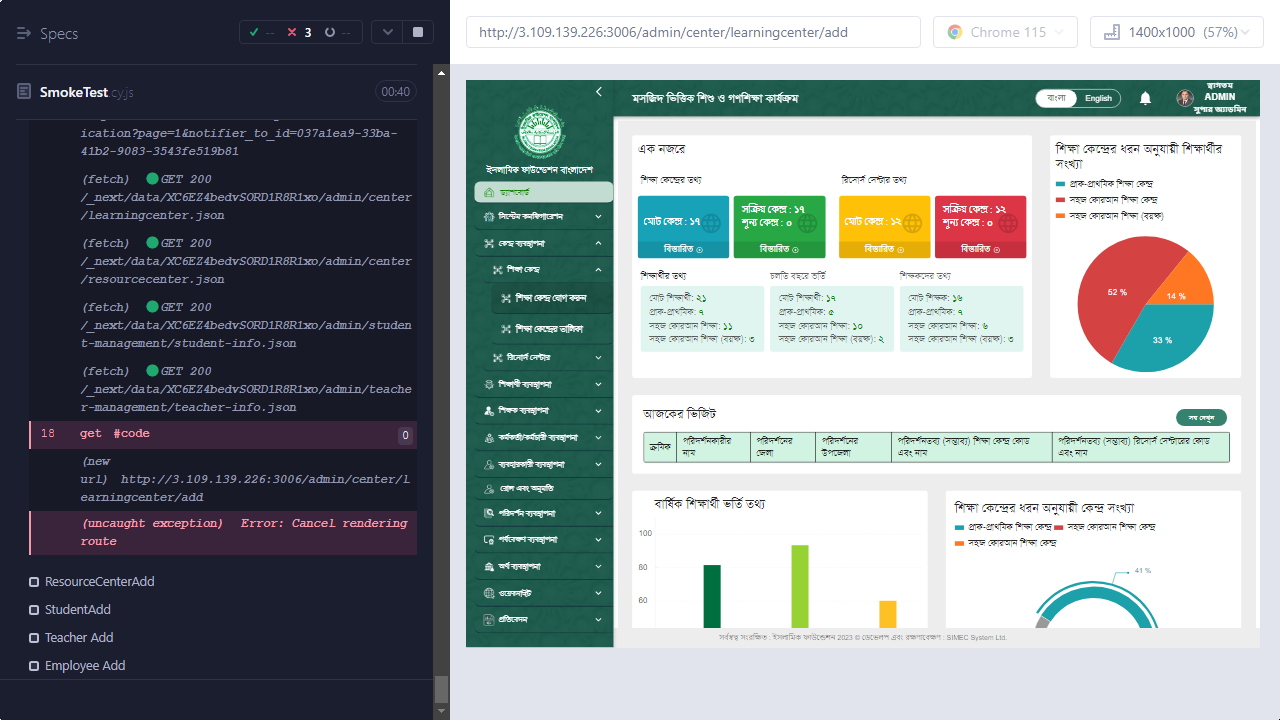 Specs
-- 3 --
SmokeTest.cy.js
00:40
ication?page=1&notifier_to_id=037a1ea9-33ba-
41b2-9083-3543fe519b81
(fetch) GET 200
/_next/data/XC6EZ4bedvSORD1R8R1xo/admin/center
/learningcenter.json
(fetch) GET 200
/_next/data/XC6EZ4bedvSORD1R8R1xo/admin/center
/resourcecenter.json
(fetch) GET 200
/_next/data/XC6EZ4bedvSORD1R8R1xo/admin/studen
t-management/student-info.json
(fetch) GET 200
/_next/data/XC6EZ4bedvSORD1R8R1xo/admin/teache
r-management/teacher-info.json
18 get #code 0
(new
url) http://3.109.139.226:3006/admin/center/l
earningcenter/add
(uncaught exception) Error: Cancel rendering
route
ResourceCenterAdd
StudentAdd
Teacher Add
Employee Add
http://3.109.139.226:3006/admin/center/learningcenter/add
Chrome 115
1400x1000 (57%)
ইসলামিক ফাউন্ডেশন বাংলাদেশ
ড্যাশবোর্ড
সিস্টেম কনফিগারেশন
কেন্দ্র ব্যবস্থাপনা
শিক্ষা কেন্দ্র
শিক্ষা কেন্দ্র যোগ করুন
শিক্ষা কেন্দ্রের তালিকা
রিসোর্স সেন্টার
শিক্ষার্থী ব্যবস্থাপনা
শিক্ষক ব্যবস্থাপনা
কর্মকর্তা/কর্মচারী ব্যবস্থাপনা
ব্যবহারকারী ব্যবস্থাপনা
রোল এবং অনুমতি
পরিদর্শন ব্যবস্থাপনা
পর্যবেক্ষণ ব্যবস্থাপনা
অর্থ ব্যবস্থাপনা
ওয়েবসাইট
প্রতিবেদন
মসজিদ ভিত্তিক শিশু ও গণশিক্ষা কার্যক্রম
বাংলা English
স্বাগতম
ADMIN
সুপার অ্যাডমিন
এক নজরে
শিক্ষা কেন্দ্রের তথ্য
রিসোর্স সেন্টার তথ্য
মোট কেন্দ্র : ১৭
বিস্তারিত
সক্রিয় কেন্দ্র : ১৭
শূন্য কেন্দ্র : ০
বিস্তারিত
মোট কেন্দ্র : ১২
বিস্তারিত
সক্রিয় কেন্দ্র : ১২
শূন্য কেন্দ্র : ০
বিস্তারিত
শিক্ষার্থীর তথ্য
মোট শিক্ষার্থী: ২১
প্রাক-প্রাথমিক: ৭
সহজ কোরআন শিক্ষা: ১১
সহজ কোরআন শিক্ষা (বয়স্ক): ৩
চলতি বছরে ভর্তি
মোট শিক্ষার্থী: ১৭
প্রাক-প্রাথমিক: ৫
সহজ কোরআন শিক্ষা: ১০
সহজ কোরআন শিক্ষা (বয়স্ক): ২
শিক্ষকদের তথ্য
মোট শিক্ষক: ১৬
প্রাক-প্রাথমিক: ৭
সহজ কোরআন শিক্ষা: ৬
সহজ কোরআন শিক্ষা (বয়স্ক): ৩
শিক্ষা কেন্দ্রের ধরন অনুযায়ী শিক্ষার্থীর
সংখ্যা
প্রাক-প্রাথমিক শিক্ষা কেন্দ্র
সহজ কোরআন শিক্ষা কেন্দ্র
সহজ কোরআন শিক্ষা (বয়স্ক)
52 %
14 %
33 %
আজকের ভিজিট
সব দেখুন
ক্রমিক
পরিদর্শনকারীর
নাম
পরিদর্শনের
জেলা
পরিদর্শনের
উপজেলা
পরিদর্শনতব্য (সম্ভাব্য) শিক্ষা কেন্দ্র কোড
এবং নাম
পরিদর্শনতব্য (সম্ভাব্য) রিসোর্স সেন্টারের কোড
এবং নাম
বার্ষিক শিক্ষার্থী ভর্তি তথ্য
100
80
60
শিক্ষা কেন্দ্রের ধরন অনুযায়ী কেন্দ্র সংখ্যা
প্রাক-প্রাথমিক শিক্ষা কেন্দ্র সহজ কোরআন শিক্ষা কেন্দ্র
সহজ কোরআন শিক্ষা কেন্দ্র
41 %
সর্বস্বত্ব সংরক্ষিত : ইসলামিক ফাউন্ডেশন 2023 © ডেভেলপ এবং রক্ষণাবেক্ষণ : SIMEC System Ltd.